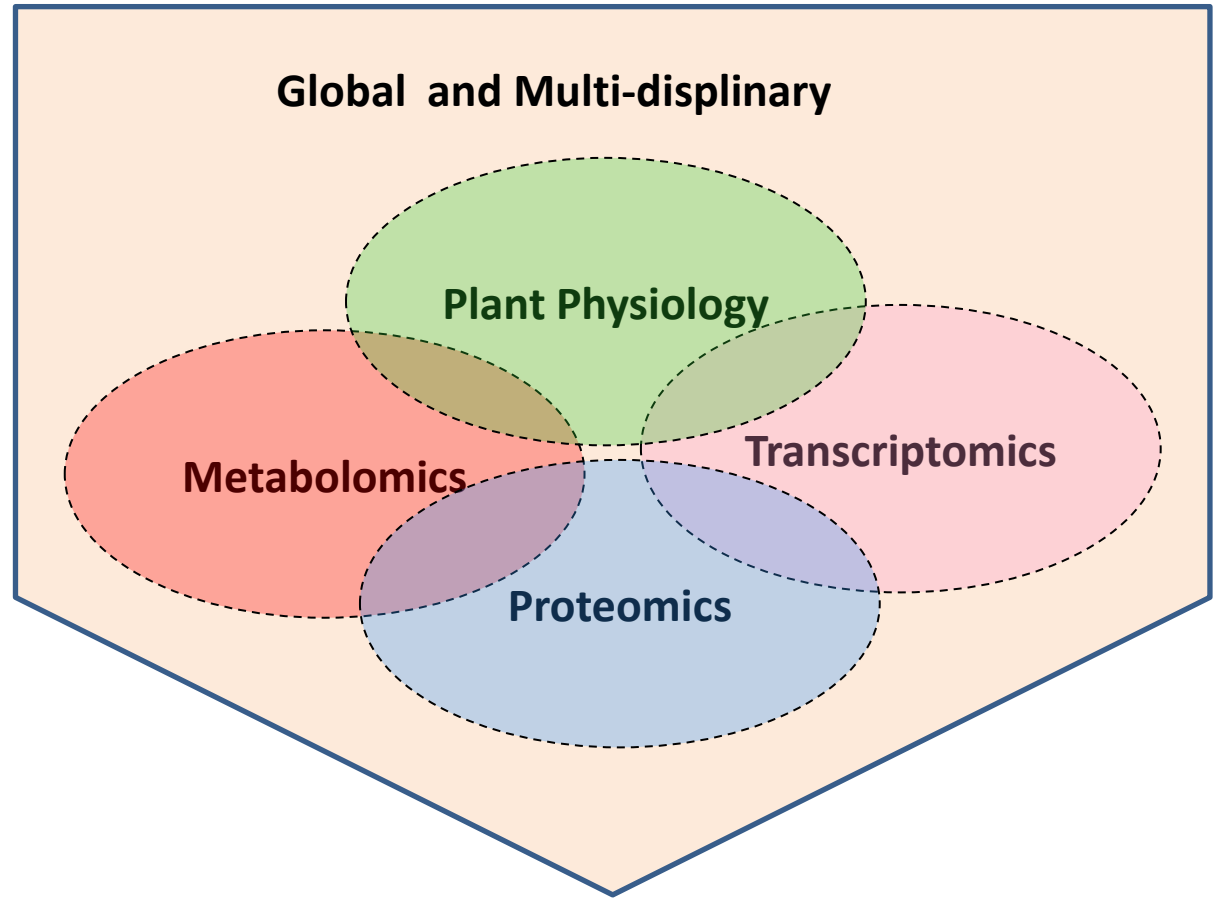 Global and Multi-displinary
Plant Physiology
Transcriptomics
Metabolomics
Proteomics